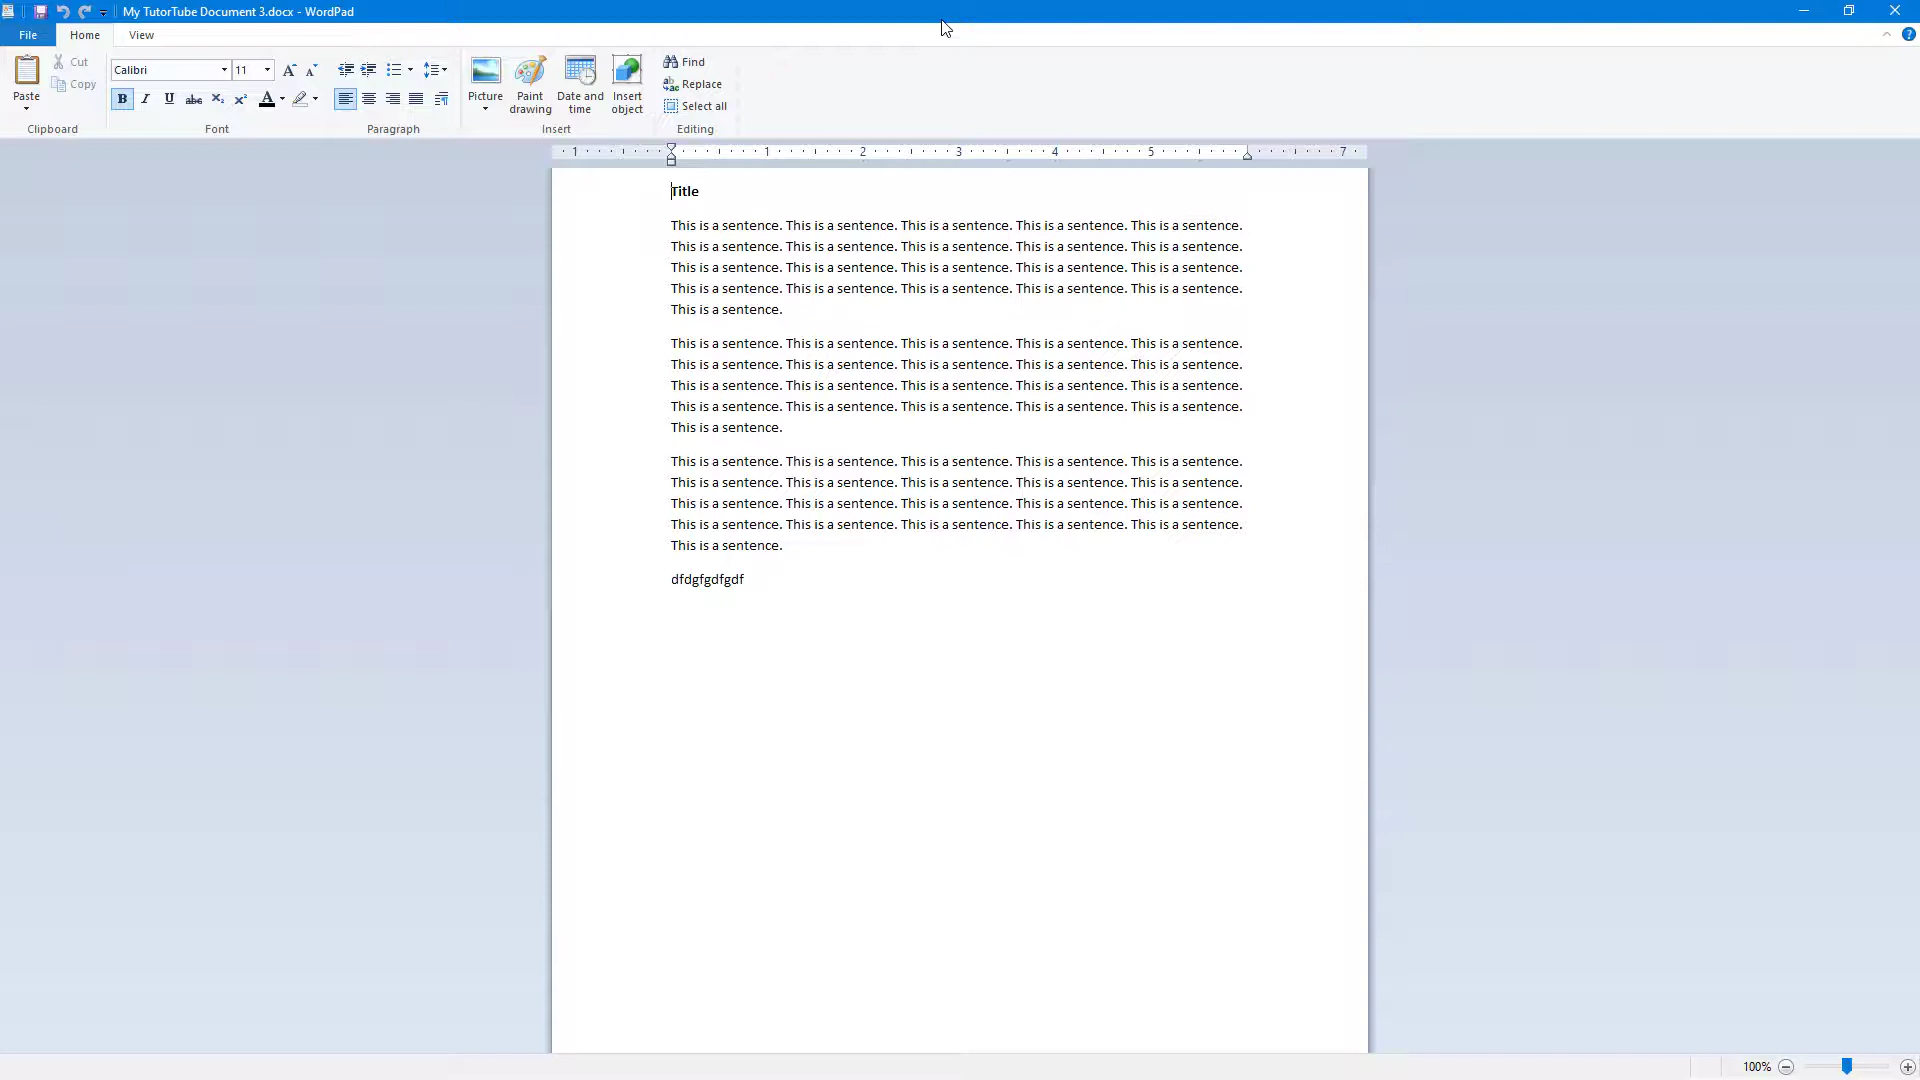 My TutorTube Document 3.docx - WordPad
File Home View
Paste
Cut
Copy
Clipboard
Calibri 11
B I U abc X₂ X² A
Font
Paragraph
Picture
Paint drawing
Date and time
Insert object
Insert
Find
Replace
Select all
Editing
1 1 2 3 4 5 7
Title
This is a sentence. This is a sentence. This is a sentence. This is a sentence. This is a sentence.
This is a sentence. This is a sentence. This is a sentence. This is a sentence. This is a sentence.
This is a sentence. This is a sentence. This is a sentence. This is a sentence. This is a sentence.
This is a sentence. This is a sentence. This is a sentence. This is a sentence. This is a sentence.
This is a sentence.
This is a sentence. This is a sentence. This is a sentence. This is a sentence. This is a sentence.
This is a sentence. This is a sentence. This is a sentence. This is a sentence. This is a sentence.
This is a sentence. This is a sentence. This is a sentence. This is a sentence. This is a sentence.
This is a sentence. This is a sentence. This is a sentence. This is a sentence. This is a sentence.
This is a sentence.
This is a sentence. This is a sentence. This is a sentence. This is a sentence. This is a sentence.
This is a sentence. This is a sentence. This is a sentence. This is a sentence. This is a sentence.
This is a sentence. This is a sentence. This is a sentence. This is a sentence. This is a sentence.
This is a sentence. This is a sentence. This is a sentence. This is a sentence. This is a sentence.
This is a sentence.
dfdgfgdfgdf
100%